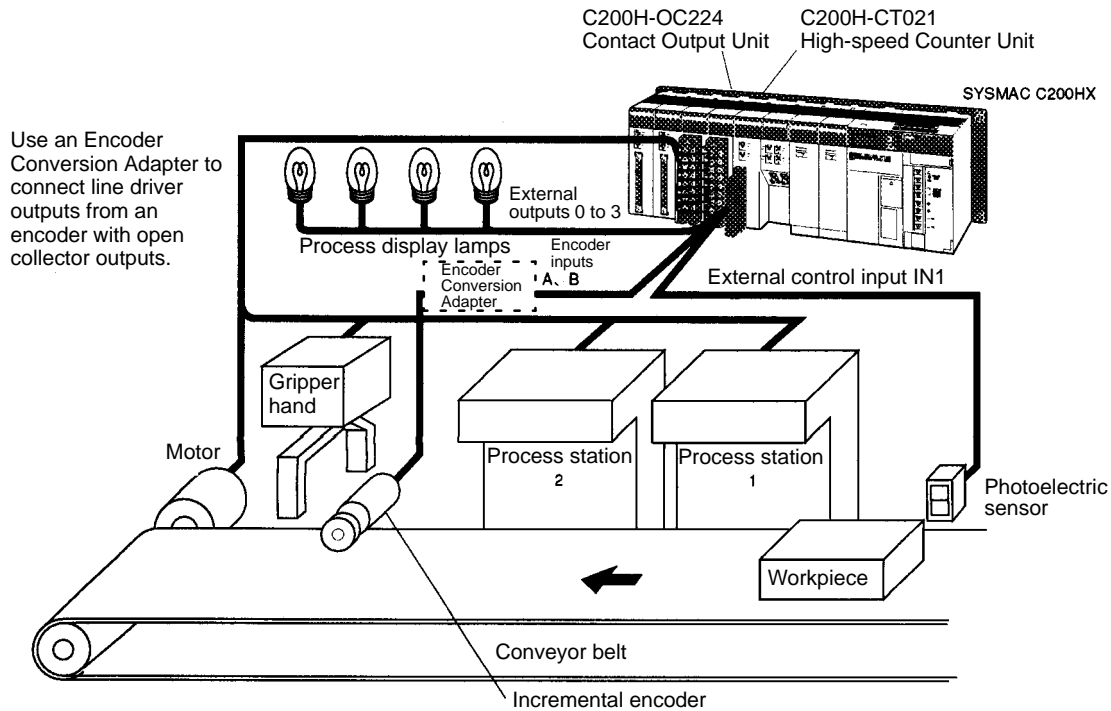 C200H-OC224
Contact Output Unit
C200H-CT021
High-speed Counter Unit
SYSMAC C200HX
Use an Encoder
Conversion Adapter to
connect line driver
outputs from an
encoder with open
collector outputs.
External
outputs 0 to 3
Process display lamps
Encoder
inputs
A、B
Encoder
Conversion
Adapter
External control input IN1
Gripper
hand
Motor
Process station
2
Process station
1
Photoelectric
sensor
Workpiece
Conveyor belt
Incremental encoder